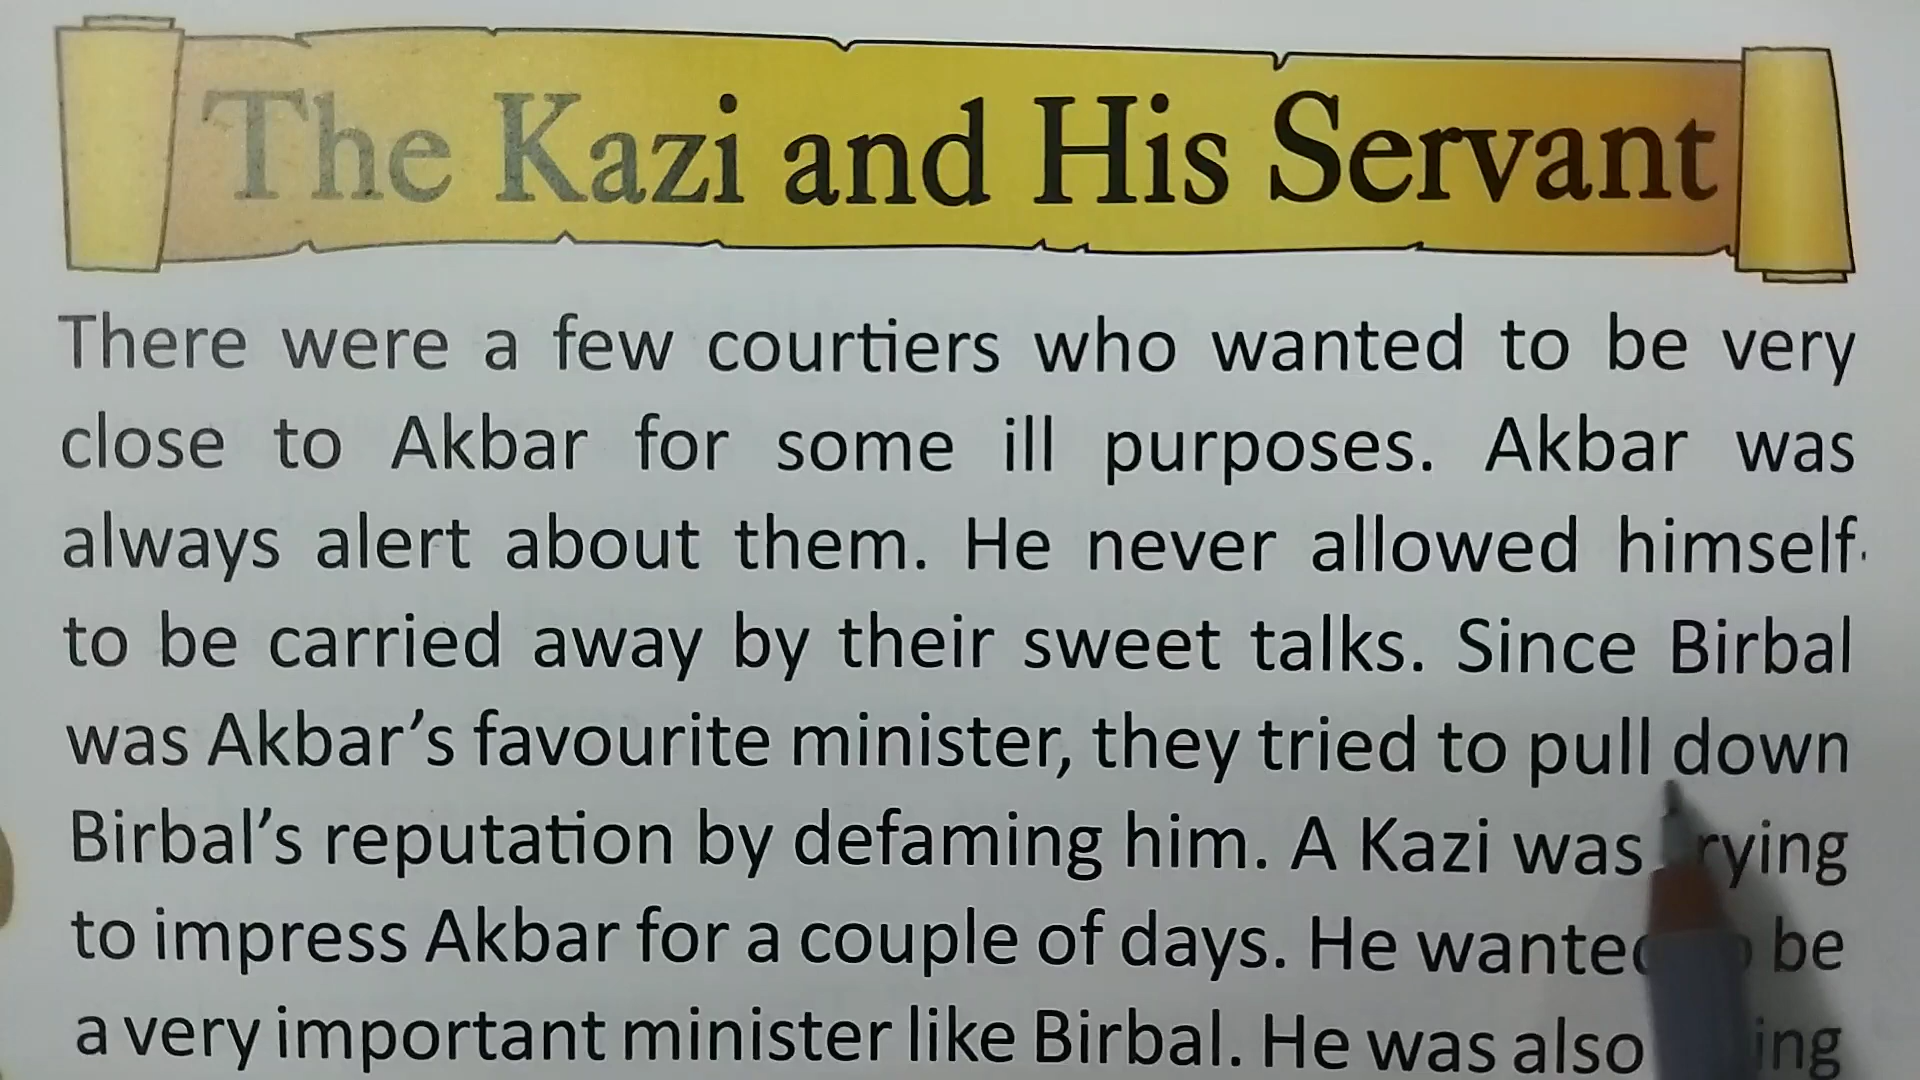 The Kazi and His Servant
There were a few courtiers who wanted to be very
close to Akbar for some ill purposes. Akbar was
always alert about them. He never allowed himself
to be carried away by their sweet talks. Since Birbal
was Akbar's favourite minister, they tried to pull down
Birbal's reputation by defaming him. A Kazi was
to impress Akbar for a couple of days. He wanted be
a very important minister like Birbal. He was also